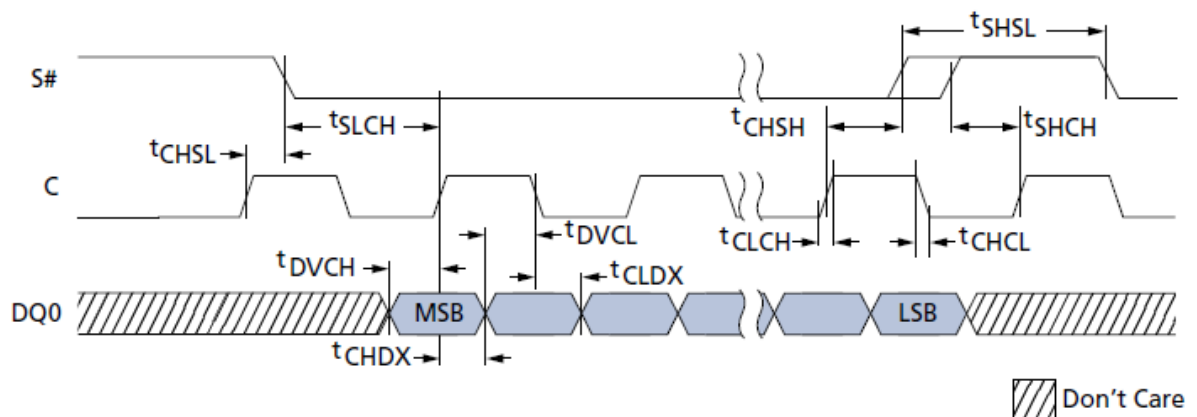 tSHSL
S#
tSLCH
tCHSH
tSHCH
tCHSL
C
tDVCL
tCLCH
tCHCL
tDVCH
tCLDX
DQ0
MSB
LSB
tCHDX
Don't Care